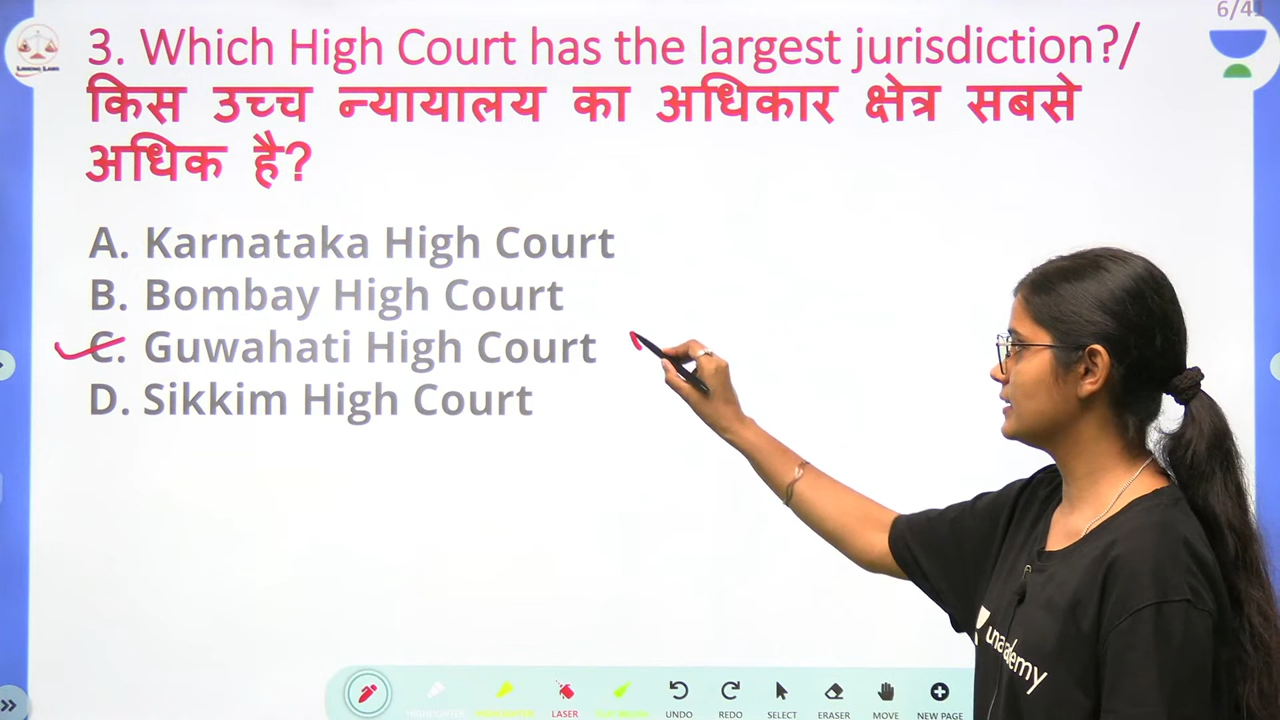 6/41
3. Which High Court has the largest jurisdiction?/
किस उच्च न्यायालय का अधिकार क्षेत्र सबसे
अधिक है?
A. Karnataka High Court
B. Bombay High Court
C. Guwahati High Court
D. Sikkim High Court
unacademy
HIGHLIGHTER
LASER
UNDO
REDO
SELECT
ERASER
MOVE
NEW PAGE